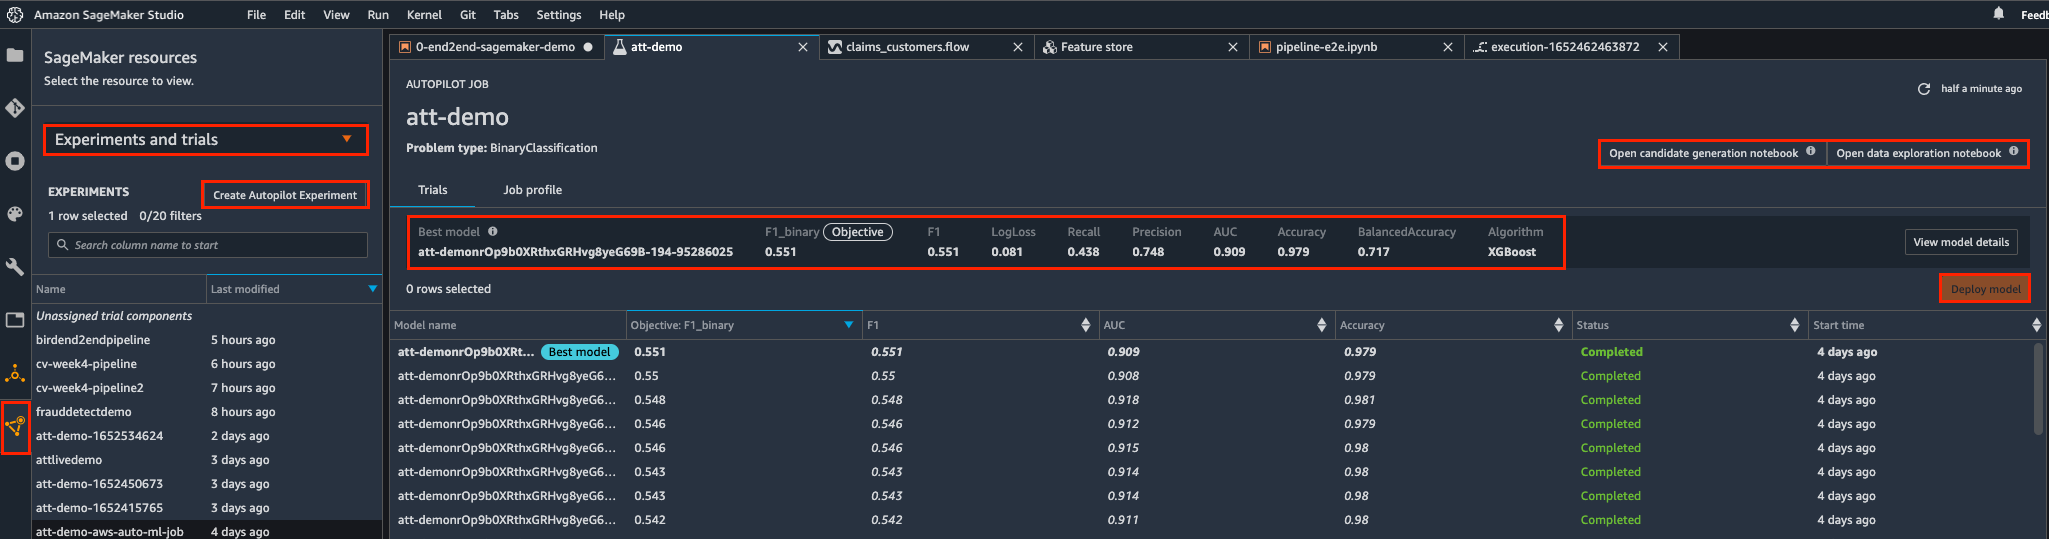 Amazon SageMaker Studio File Edit View Run Kernel Git Tabs Settings Help Feedb
SageMaker resources
Select the resource to view.
Experiments and trials
EXPERIMENTS Create Autopilot Experiment
1 row selected 0/20 filters
Search column name to start
Name Last modified
Unassigned trial components
birdend2endpipeline 5 hours ago
cv-week4-pipeline 6 hours ago
cv-week4-pipeline2 7 hours ago
frauddetectdemo 8 hours ago
att-demo-1652534624 2 days ago
attlivedemo 3 days ago
att-demo-1652450673 3 days ago
att-demo-1652415765 3 days ago
att-demo-aws-auto-ml-job 4 days ago
0-end2end-sagemaker-demo att-demo claims_customers.flow Feature store pipeline-e2e.ipynb execution-1652462463872
AUTOPILOT JOB
half a minute ago
att-demo
Problem type: BinaryClassification
Open candidate generation notebook Open data exploration notebook
Trials Job profile
Best model F1_binary Objective F1 LogLoss Recall Precision AUC Accuracy BalancedAccuracy Algorithm
att-demonrOp9b0XRthxGRHvg8yeG69B-194-95286025 0.551 0.551 0.081 0.438 0.748 0.909 0.979 0.717 XGBoost
View model details
0 rows selected Deploy model
Model name Objective: F1_binary F1 AUC Accuracy Status Start time
att-demonrOp9b0XRt... Best model 0.551 0.551 0.909 0.979 Completed 4 days ago
att-demonrOp9b0XRthxGRHvg8yeG6... 0.55 0.55 0.908 0.979 Completed 4 days ago
att-demonrOp9b0XRthxGRHvg8yeG6... 0.548 0.548 0.918 0.981 Completed 4 days ago
att-demonrOp9b0XRthxGRHvg8yeG6... 0.546 0.546 0.912 0.979 Completed 4 days ago
att-demonrOp9b0XRthxGRHvg8yeG6... 0.546 0.546 0.915 0.98 Completed 4 days ago
att-demonrOp9b0XRthxGRHvg8yeG6... 0.543 0.543 0.914 0.98 Completed 4 days ago
att-demonrOp9b0XRthxGRHvg8yeG6... 0.543 0.543 0.914 0.98 Completed 4 days ago
att-demonrOp9b0XRthxGRHvg8yeG6... 0.542 0.542 0.911 0.98 Completed 4 days ago